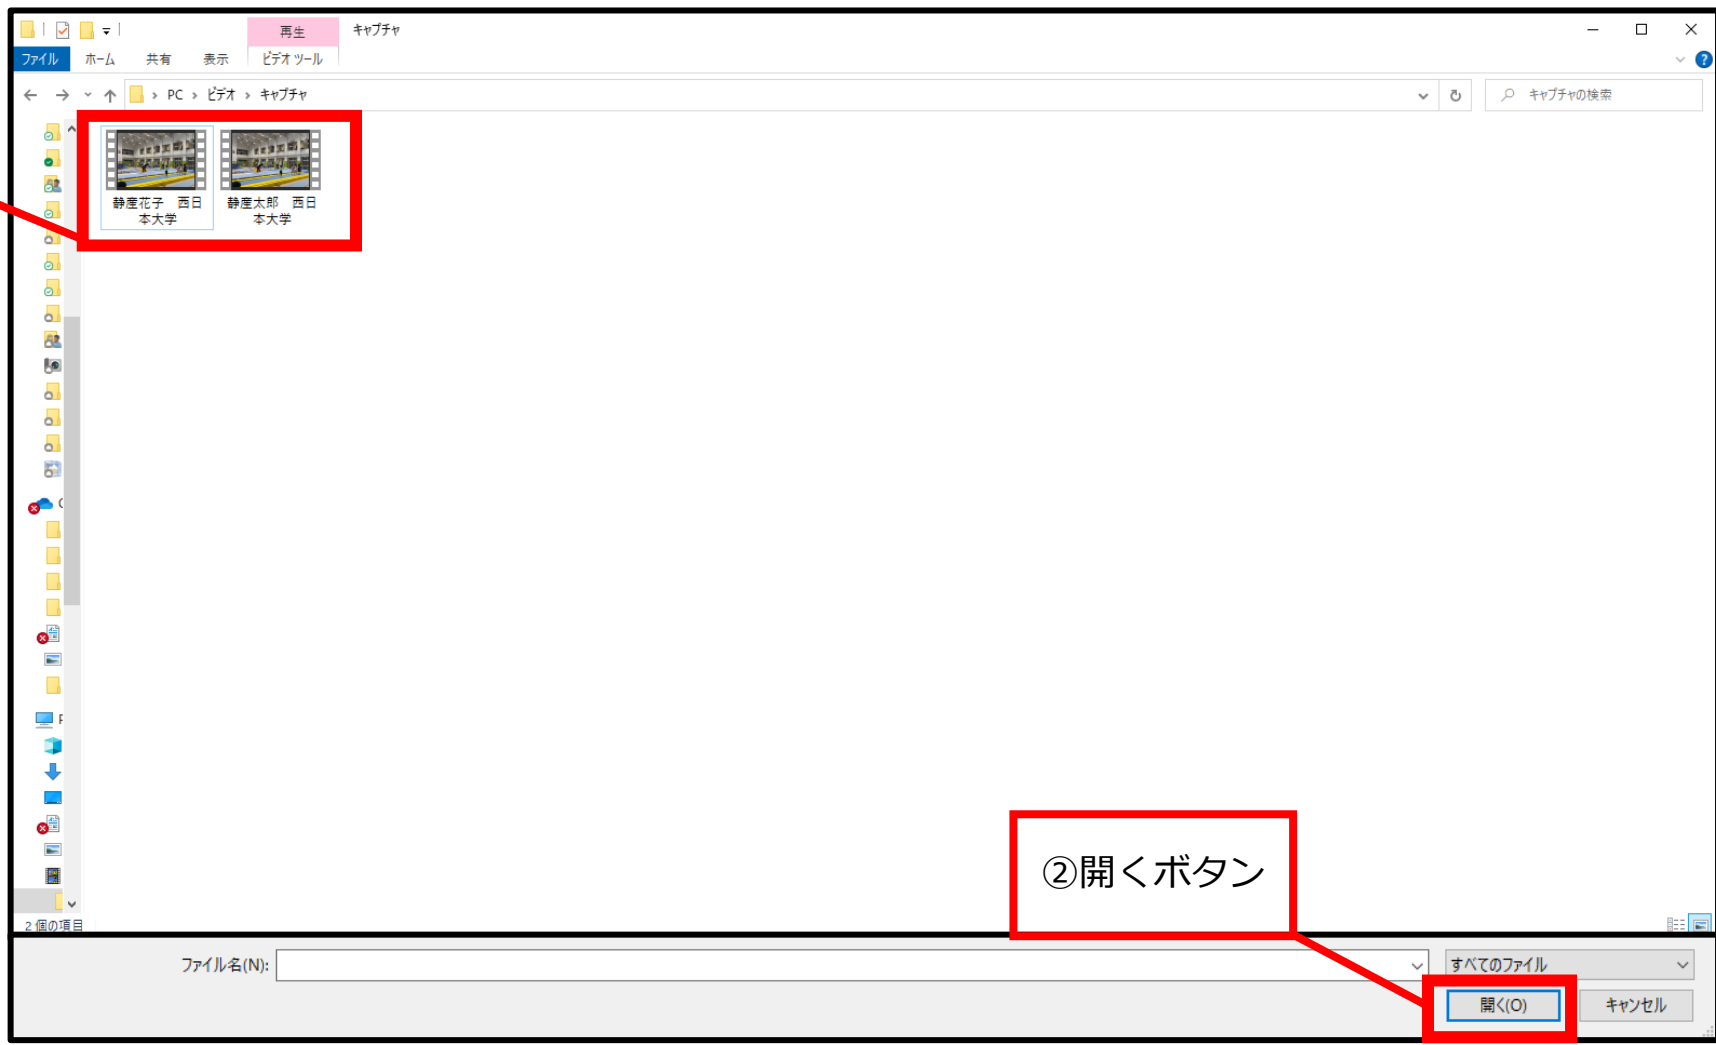 再生 キャプチャ
ファイル ホーム 共有 表示 ビデオ ツール
PC › ビデオ › キャプチャ キャプチャの検索
静産花子　西日
本大学
静産太郎　西日
本大学
2 個の項目
②開くボタン
ファイル名(N): すべてのファイル
開く(O) キャンセル